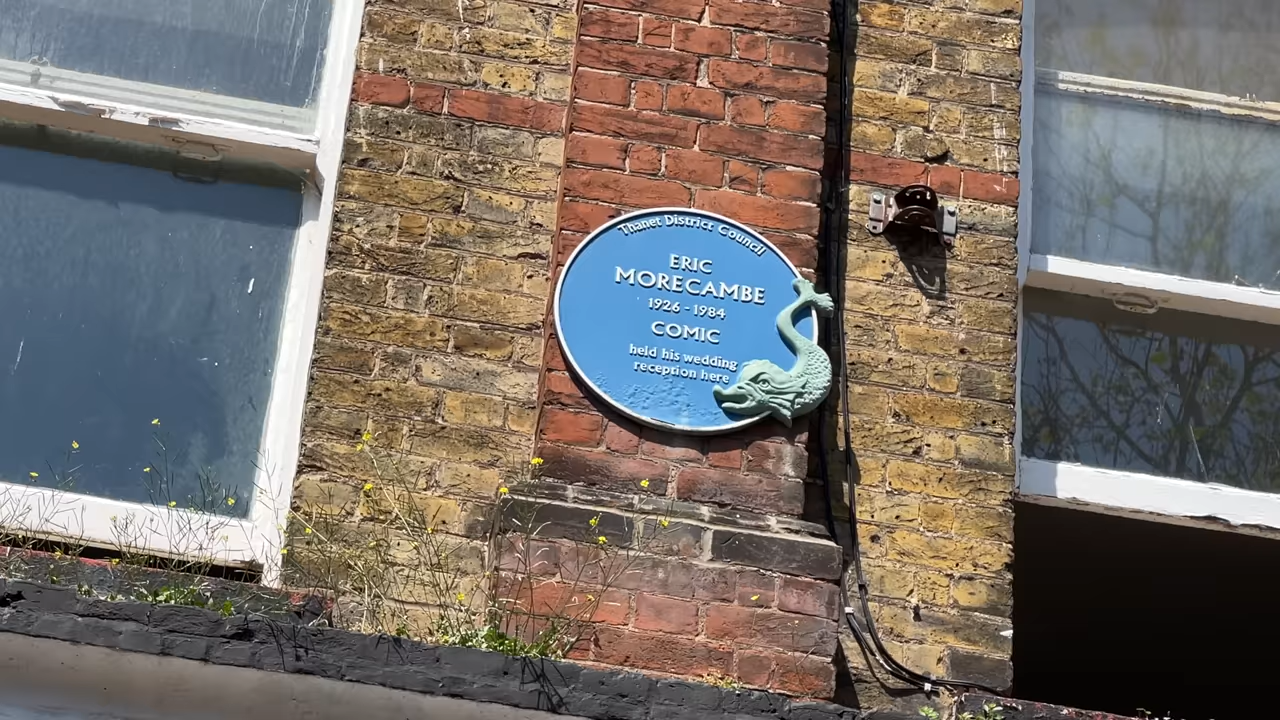 Thanet District Council
ERIC
MORECAMBE
1926 - 1984
COMIC
held his wedding
reception here